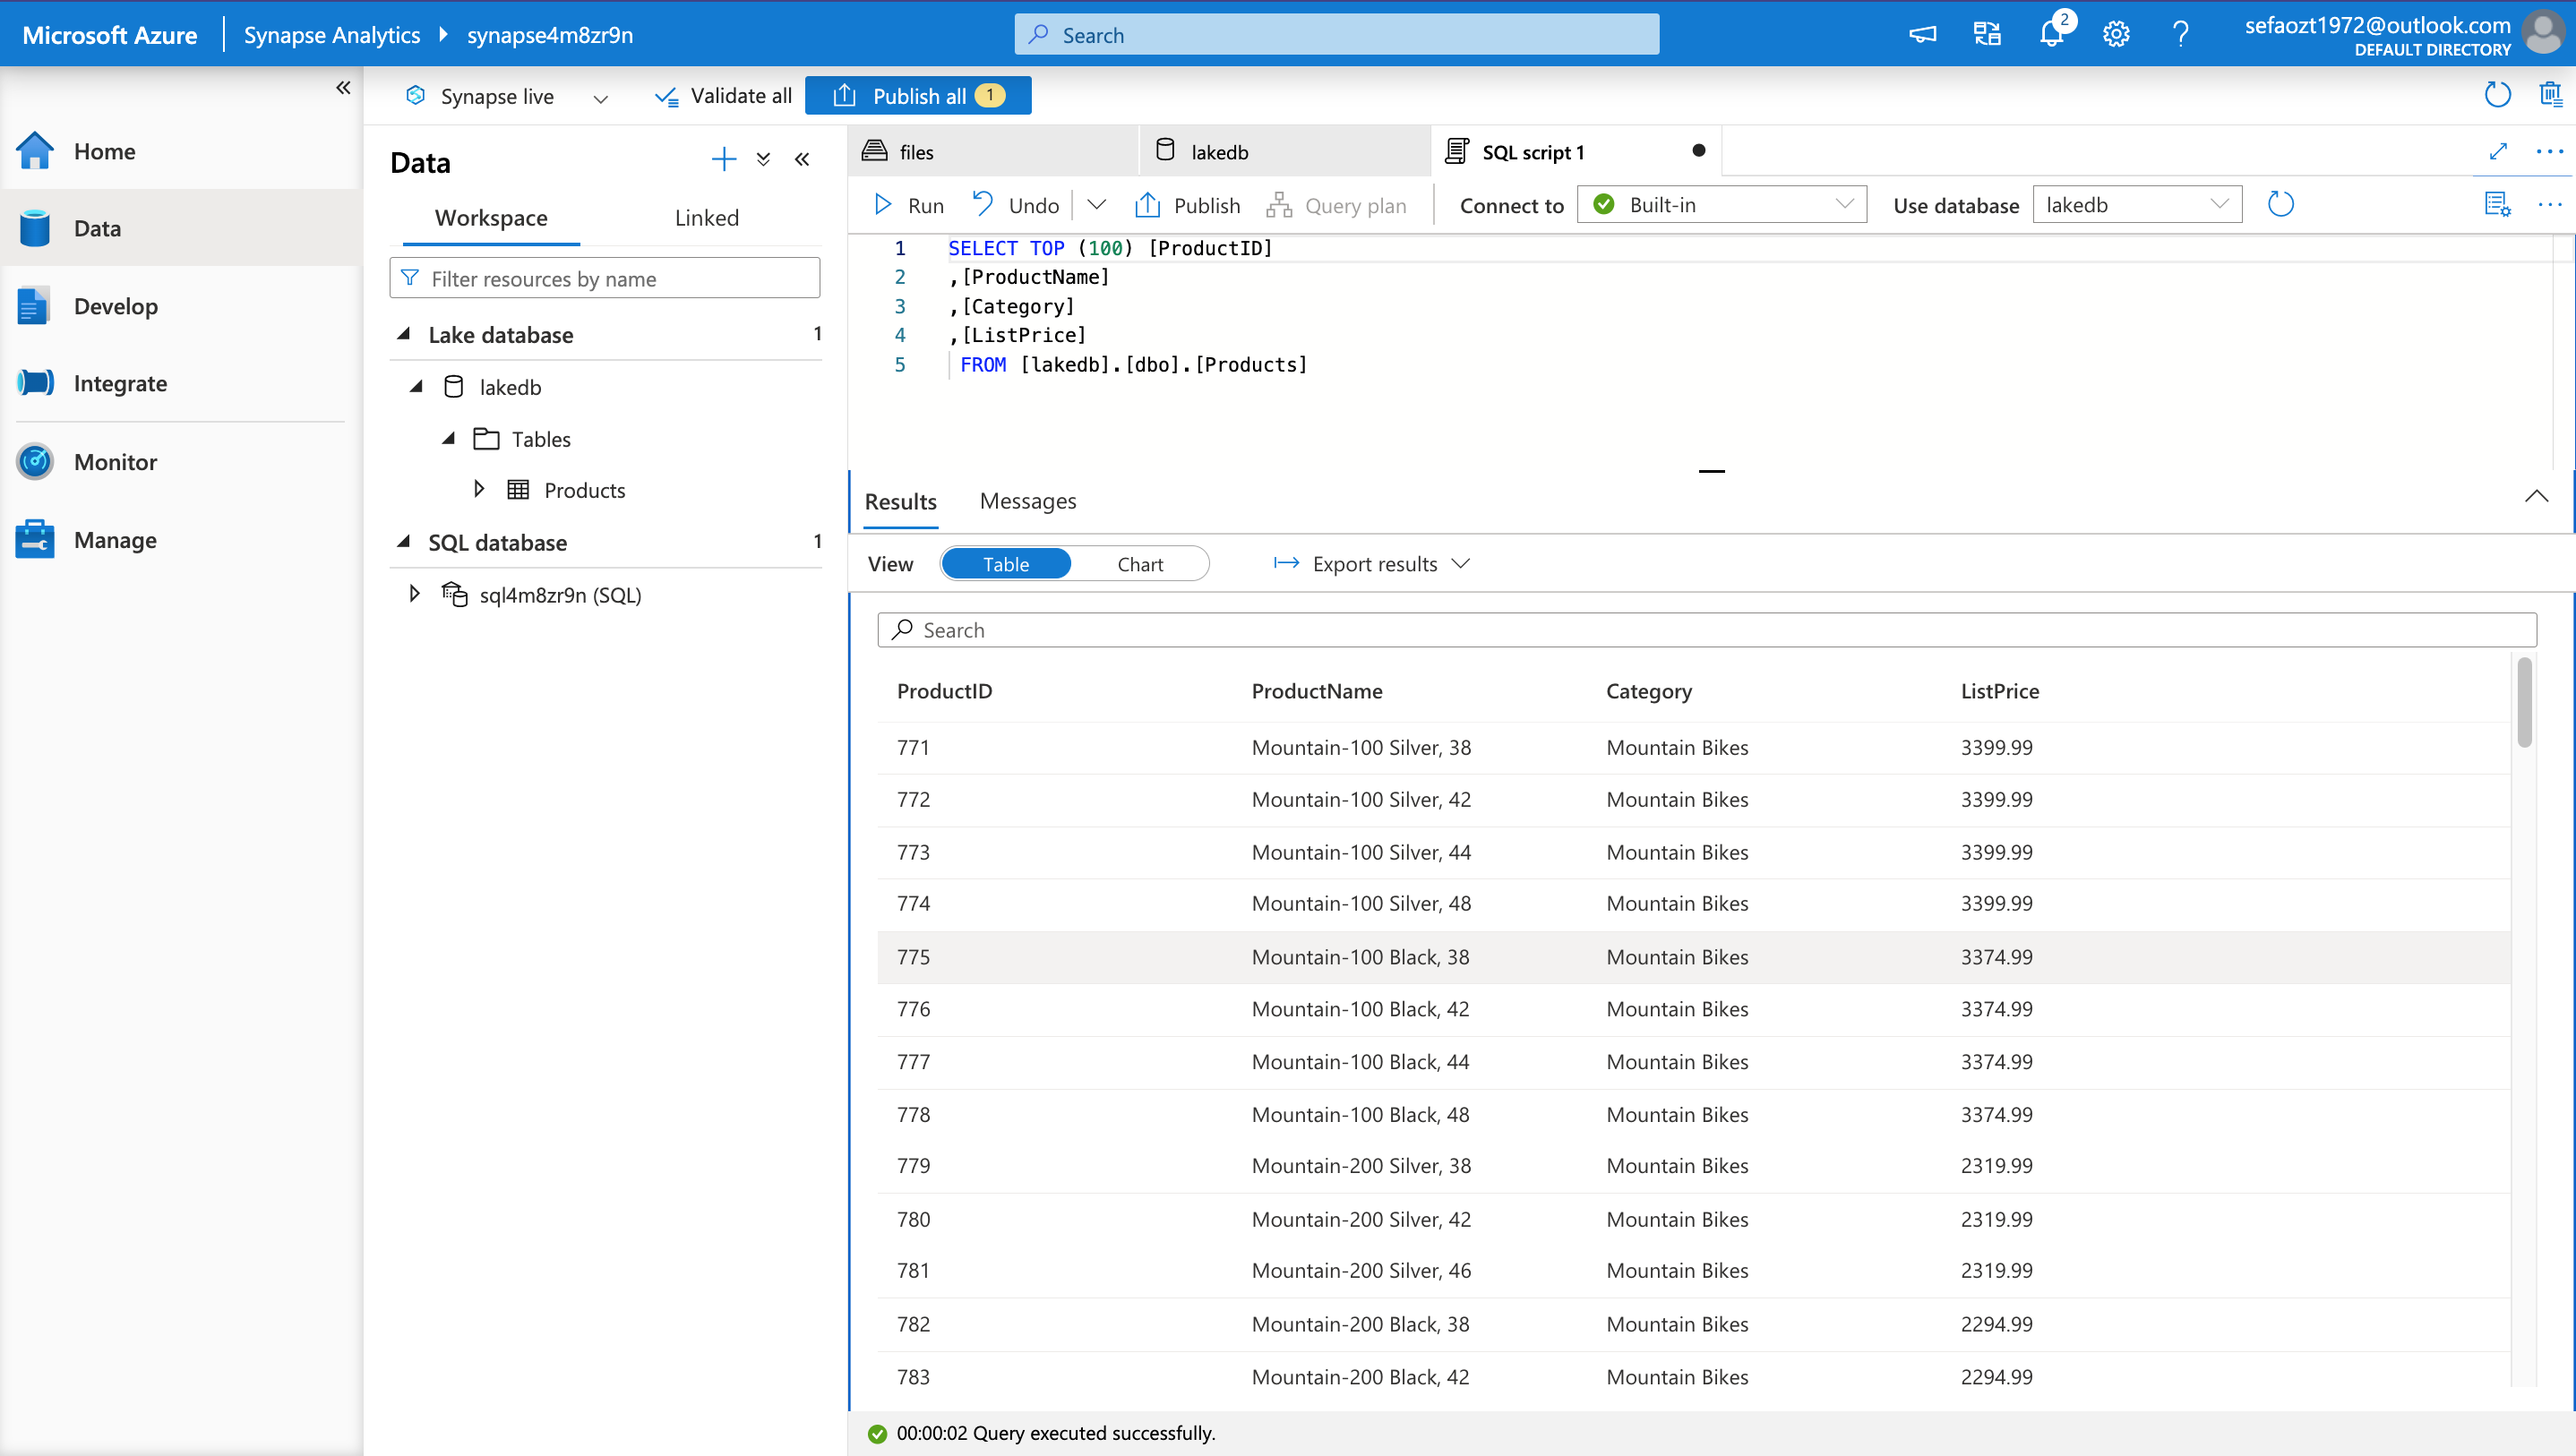 Microsoft Azure Synapse Analytics synapse4m8zr9n Search 2 sefaozt1972@outlook.com
DEFAULT DIRECTORY
Synapse live Validate all Publish all 1
Home
Data
Develop
Integrate
Monitor
Manage
Data
Workspace Linked
Filter resources by name
Lake database 1
lakedb
Tables
Products
SQL database 1
sql4m8zr9n (SQL)
files lakedb SQL script 1
Run Undo Publish Query plan Connect to Built-in Use database lakedb
1 SELECT TOP (100) [ProductID]
2 ,[ProductName]
3 ,[Category]
4 ,[ListPrice]
5 FROM [lakedb].[dbo].[Products]
Results Messages
View Table Chart Export results
Search
ProductID ProductName Category ListPrice
771 Mountain-100 Silver, 38 Mountain Bikes 3399.99
772 Mountain-100 Silver, 42 Mountain Bikes 3399.99
773 Mountain-100 Silver, 44 Mountain Bikes 3399.99
774 Mountain-100 Silver, 48 Mountain Bikes 3399.99
775 Mountain-100 Black, 38 Mountain Bikes 3374.99
776 Mountain-100 Black, 42 Mountain Bikes 3374.99
777 Mountain-100 Black, 44 Mountain Bikes 3374.99
778 Mountain-100 Black, 48 Mountain Bikes 3374.99
779 Mountain-200 Silver, 38 Mountain Bikes 2319.99
780 Mountain-200 Silver, 42 Mountain Bikes 2319.99
781 Mountain-200 Silver, 46 Mountain Bikes 2319.99
782 Mountain-200 Black, 38 Mountain Bikes 2294.99
783 Mountain-200 Black, 42 Mountain Bikes 2294.99
00:00:02 Query executed successfully.